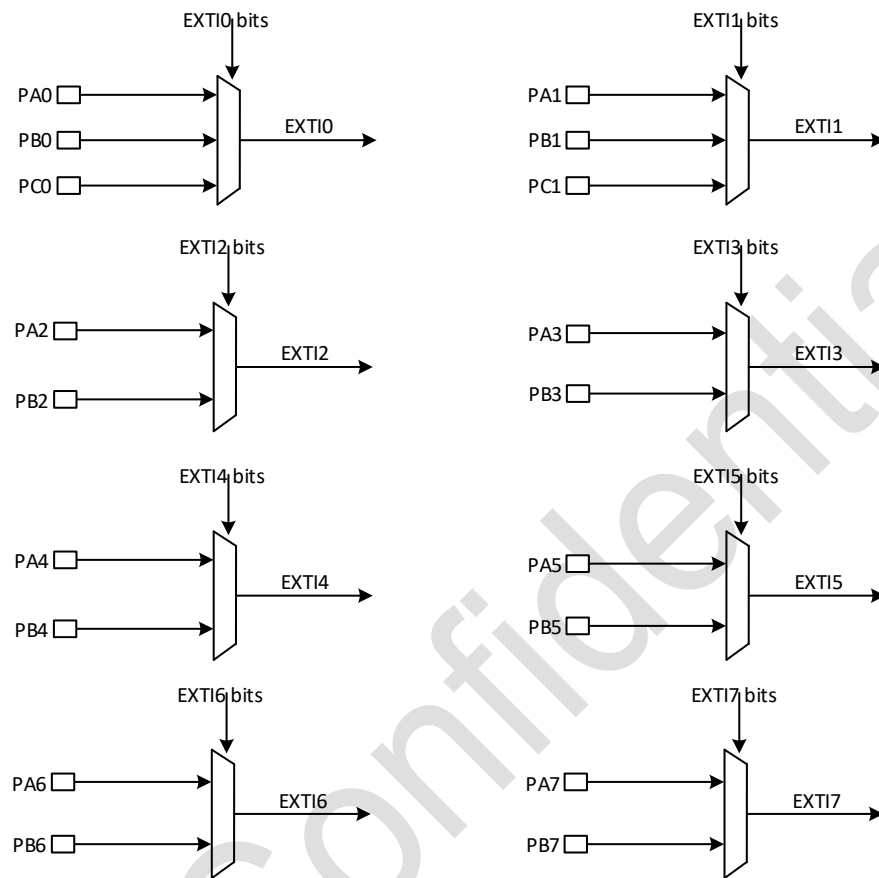 EXTI0 bits
PA0
PB0
PC0
EXTI0
EXTI1 bits
PA1
PB1
PC1
EXTI1
EXTI2 bits
PA2
PB2
EXTI2
EXTI3 bits
PA3
PB3
EXTI3
EXTI4 bits
PA4
PB4
EXTI4
EXTI5 bits
PA5
PB5
EXTI5
EXTI6 bits
PA6
PB6
EXTI6
EXTI7 bits
PA7
PB7
EXTI7
Confidentia